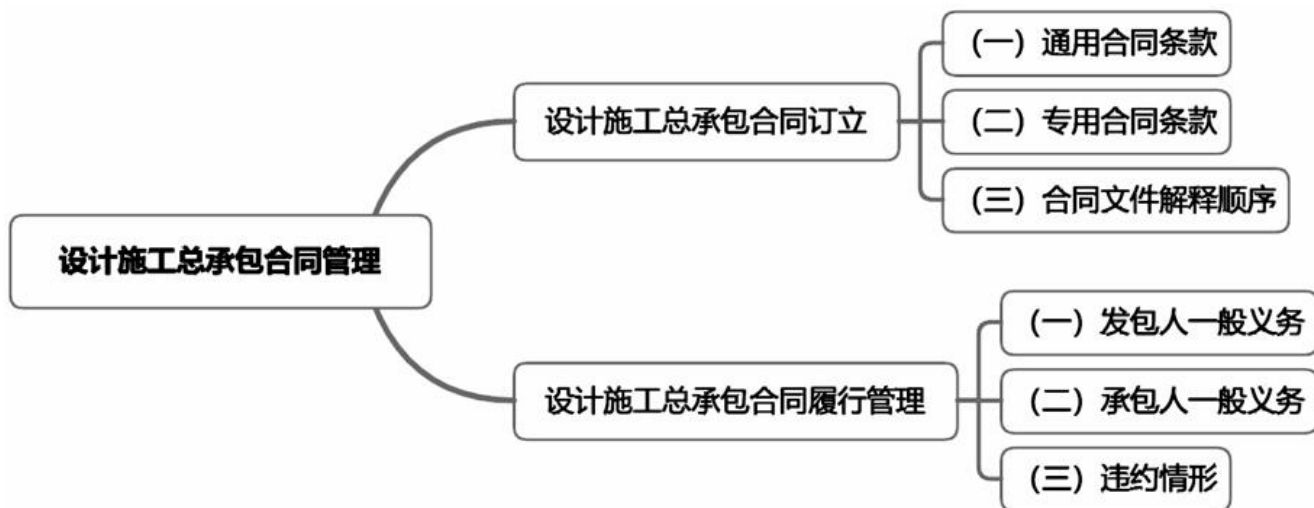 设计施工总承包合同管理
设计施工总承包合同订立
（一）通用合同条款
（二）专用合同条款
（三）合同文件解释顺序
设计施工总承包合同履行管理
（一）发包人一般义务
（二）承包人一般义务
（三）违约情形